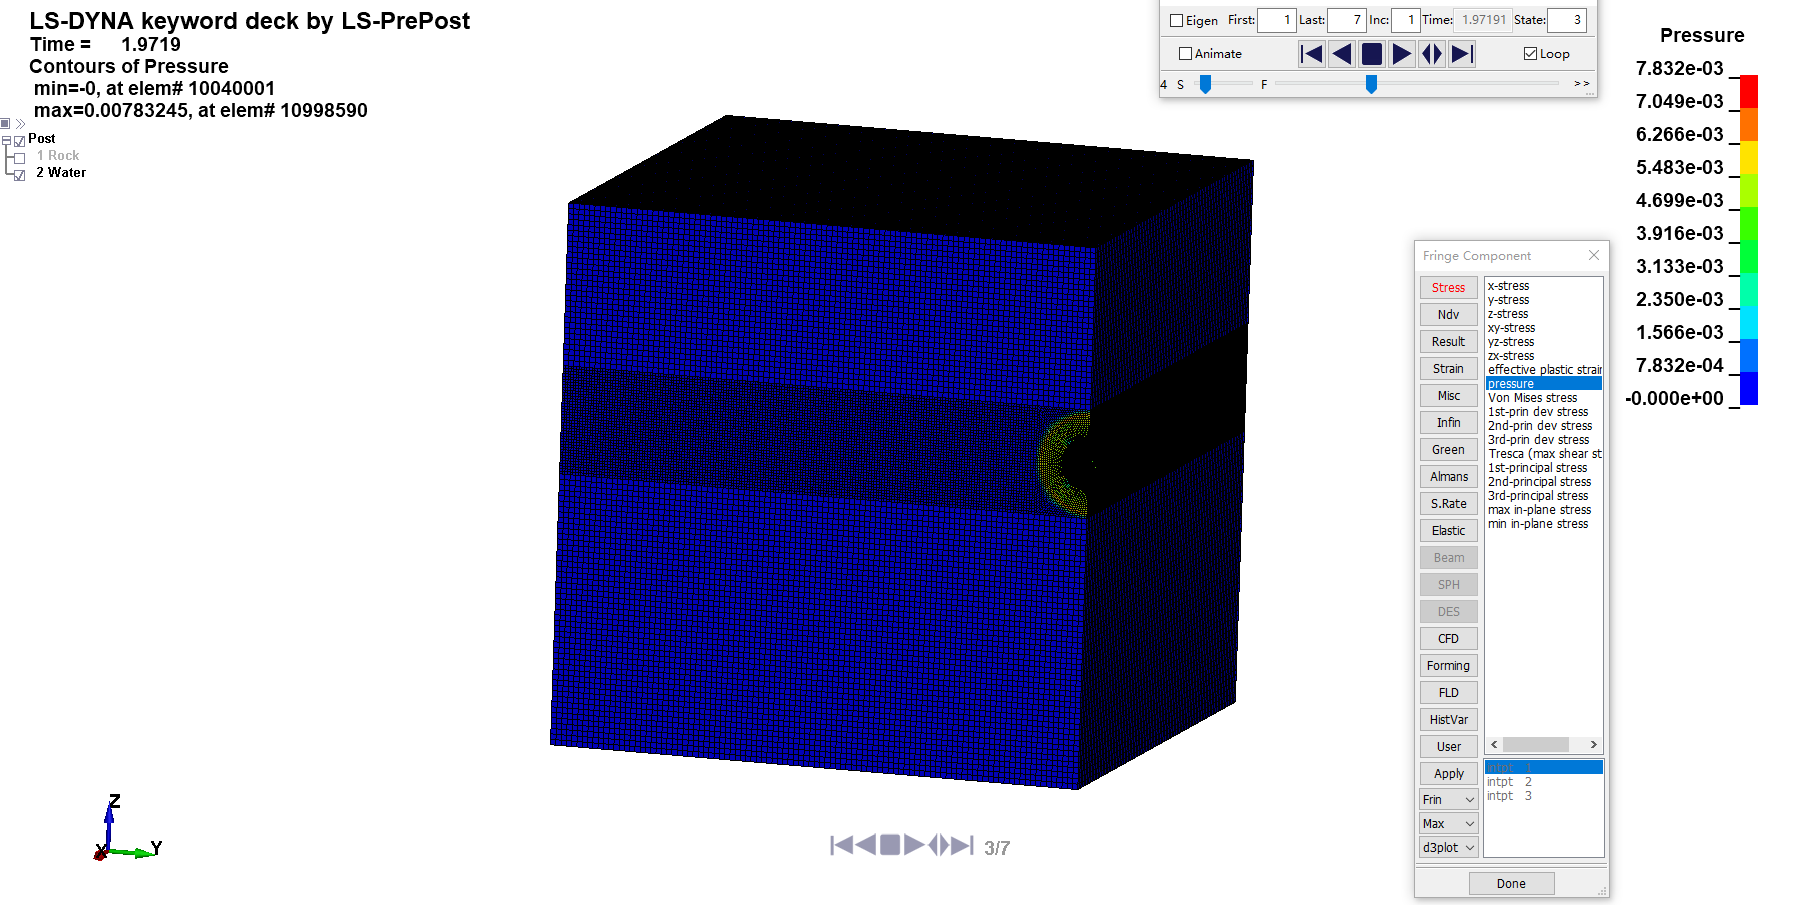 LS-DYNA keyword deck by LS-PrePost
Time = 1.9719
Contours of Pressure
min=-0, at elem# 10040001
max=0.00783245, at elem# 10998590
Post
1 Rock
2 Water
Eigen First: 1 Last: 7 Inc: 1 Time: 1.97191 State: 3
Animate Loop
4 S F >>
Pressure
7.832e-03
7.049e-03
6.266e-03
5.483e-03
4.699e-03
3.916e-03
3.133e-03
2.350e-03
1.566e-03
7.832e-04
-0.000e+00
Fringe Component
Stress
Ndv
Result
Strain
Misc
Infin
Green
Almans
S.Rate
Elastic
Beam
SPH
DES
CFD
Forming
FLD
HistVar
User
Apply
Frin
Max
d3plot
x-stress
y-stress
z-stress
xy-stress
yz-stress
zx-stress
effective plastic strain
pressure
Von Mises stress
1st-prin dev stress
2nd-prin dev stress
3rd-prin dev stress
Tresca (max shear st
1st-principal stress
2nd-principal stress
3rd-principal stress
max in-plane stress
min in-plane stress
intpt 1
intpt 2
intpt 3
Done
Z
X
Y
3/7